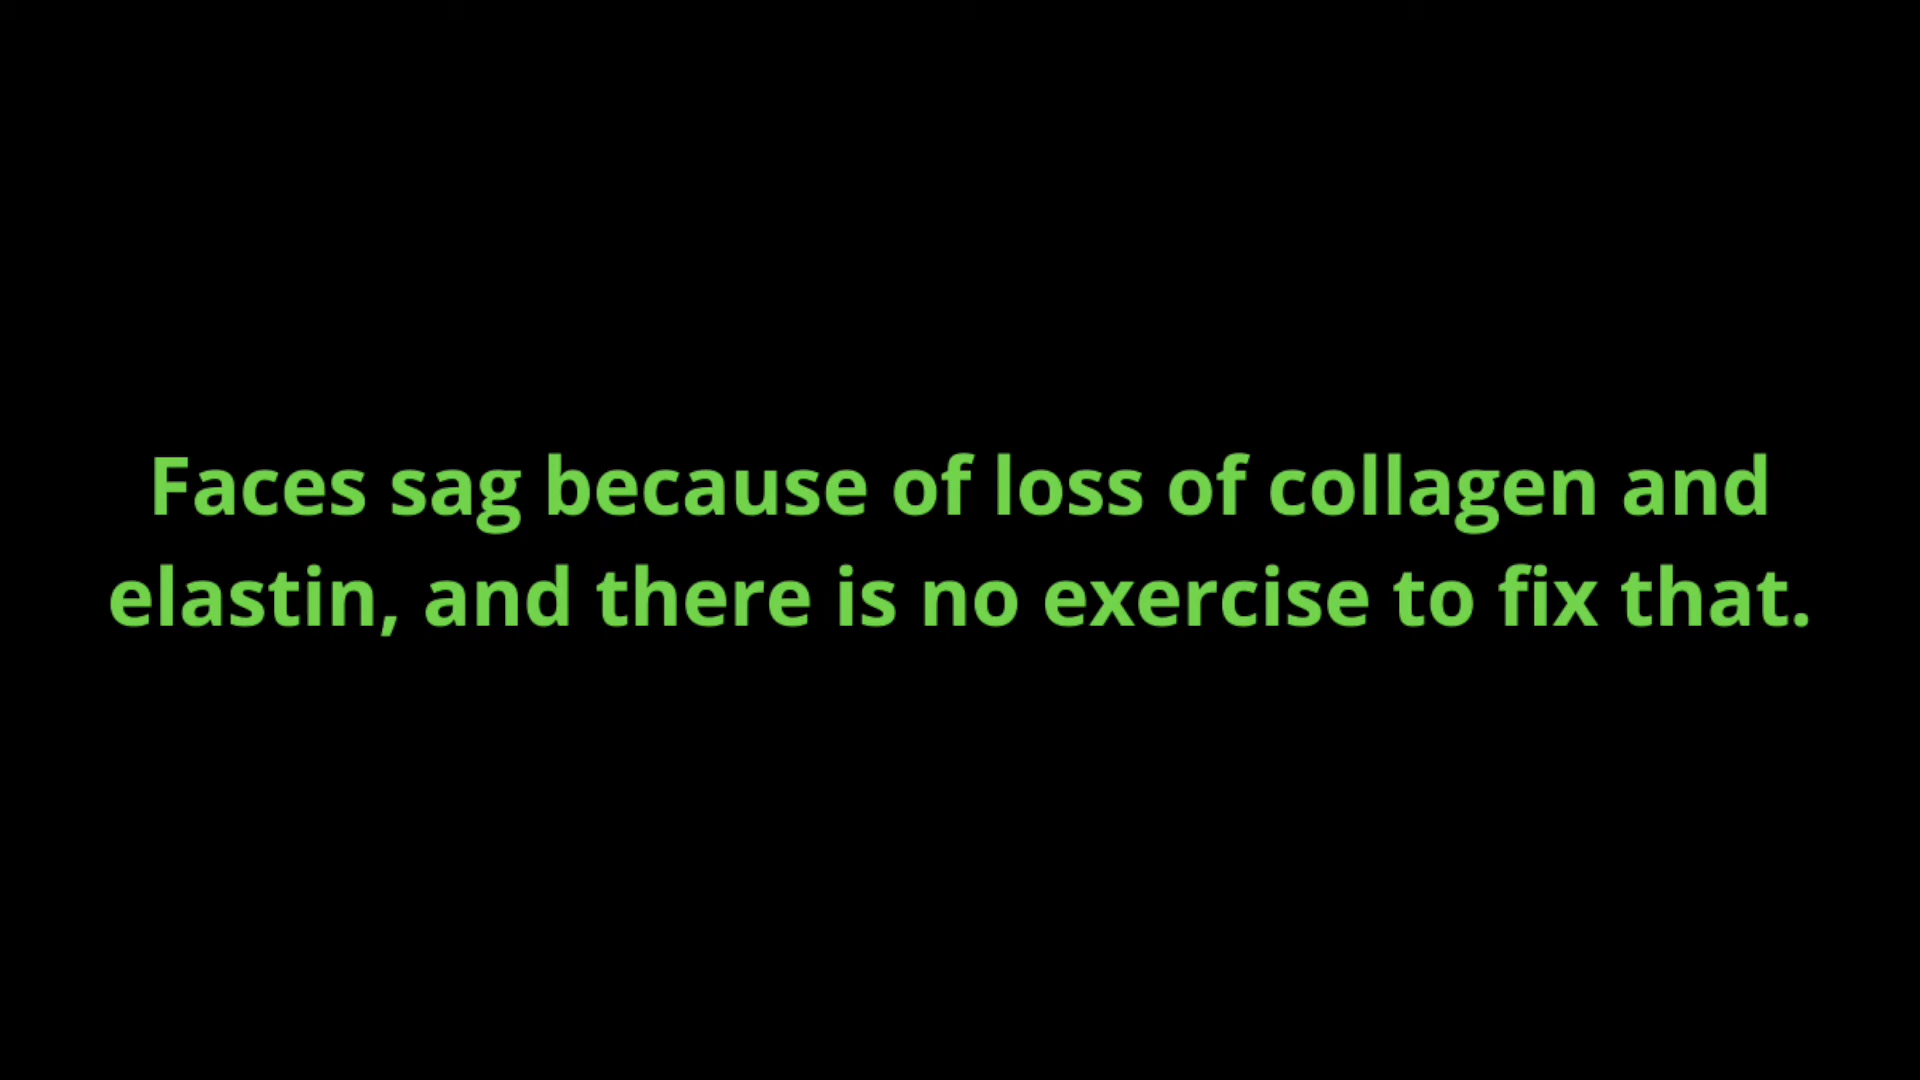 Faces sag because of loss of collagen and
elastin, and there is no exercise to fix that.